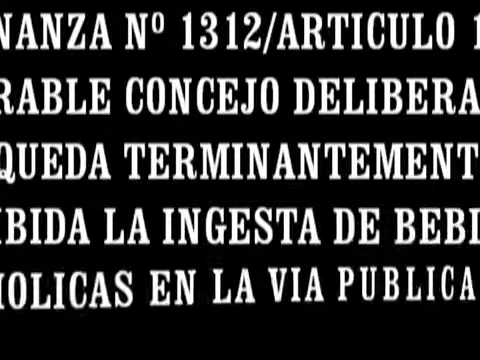 NANZA Nº 1312/ARTICULO 1
RABLE CONCEJO DELIBERA
QUEDA TERMINANTEMENT
IBIDA LA INGESTA DE BEBI
HOLICAS EN LA VIA PUBLICA